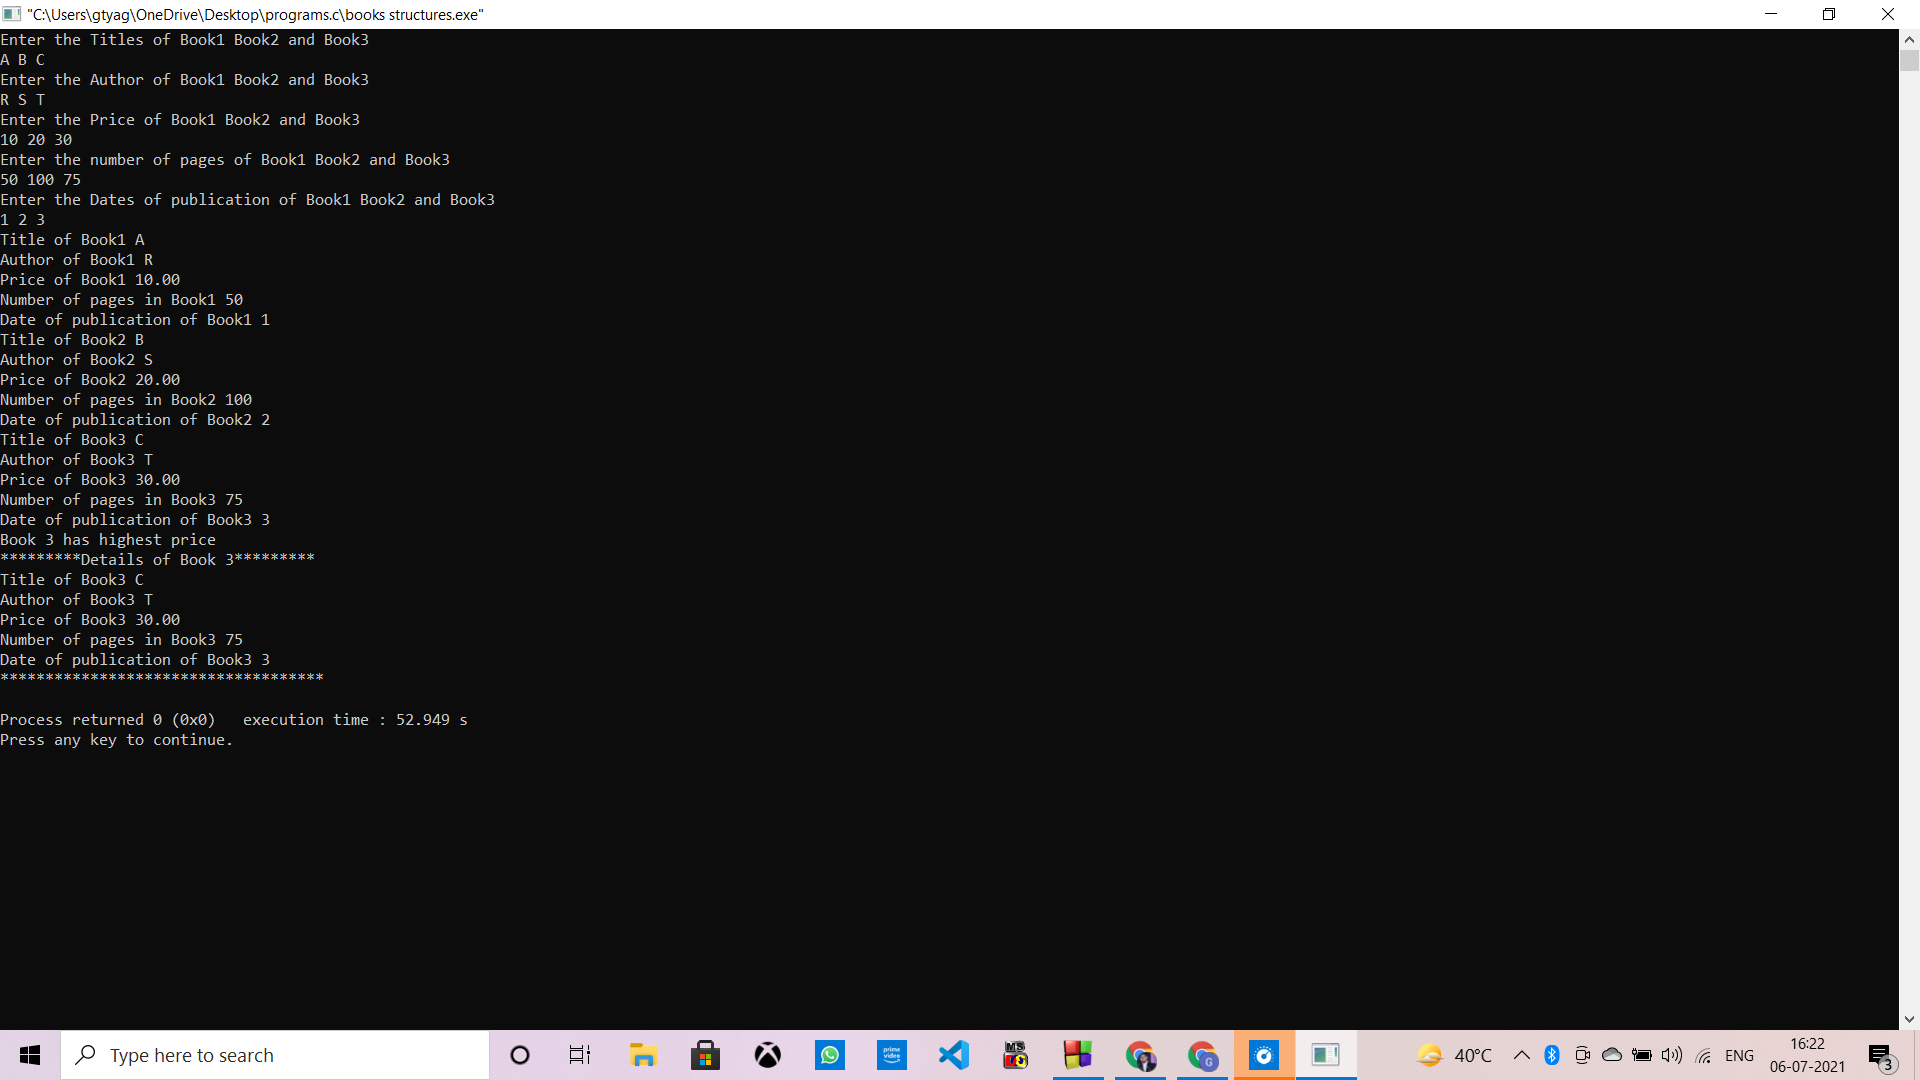 "C:\Users\gtyag\OneDrive\Desktop\programs.c\books structures.exe"
Enter the Titles of Book1 Book2 and Book3
A B C
Enter the Author of Book1 Book2 and Book3
R S T
Enter the Price of Book1 Book2 and Book3
10 20 30
Enter the number of pages of Book1 Book2 and Book3
50 100 75
Enter the Dates of publication of Book1 Book2 and Book3
1 2 3
Title of Book1 A
Author of Book1 R
Price of Book1 10.00
Number of pages in Book1 50
Date of publication of Book1 1
Title of Book2 B
Author of Book2 S
Price of Book2 20.00
Number of pages in Book2 100
Date of publication of Book2 2
Title of Book3 C
Author of Book3 T
Price of Book3 30.00
Number of pages in Book3 75
Date of publication of Book3 3
Book 3 has highest price
*********Details of Book 3*********
Title of Book3 C
Author of Book3 T
Price of Book3 30.00
Number of pages in Book3 75
Date of publication of Book3 3
************************************
Process returned 0 (0x0)   execution time : 52.949 s
Press any key to continue.
Type here to search
prime video
MS
G
40°C
ENG
16:22
06-07-2021
3